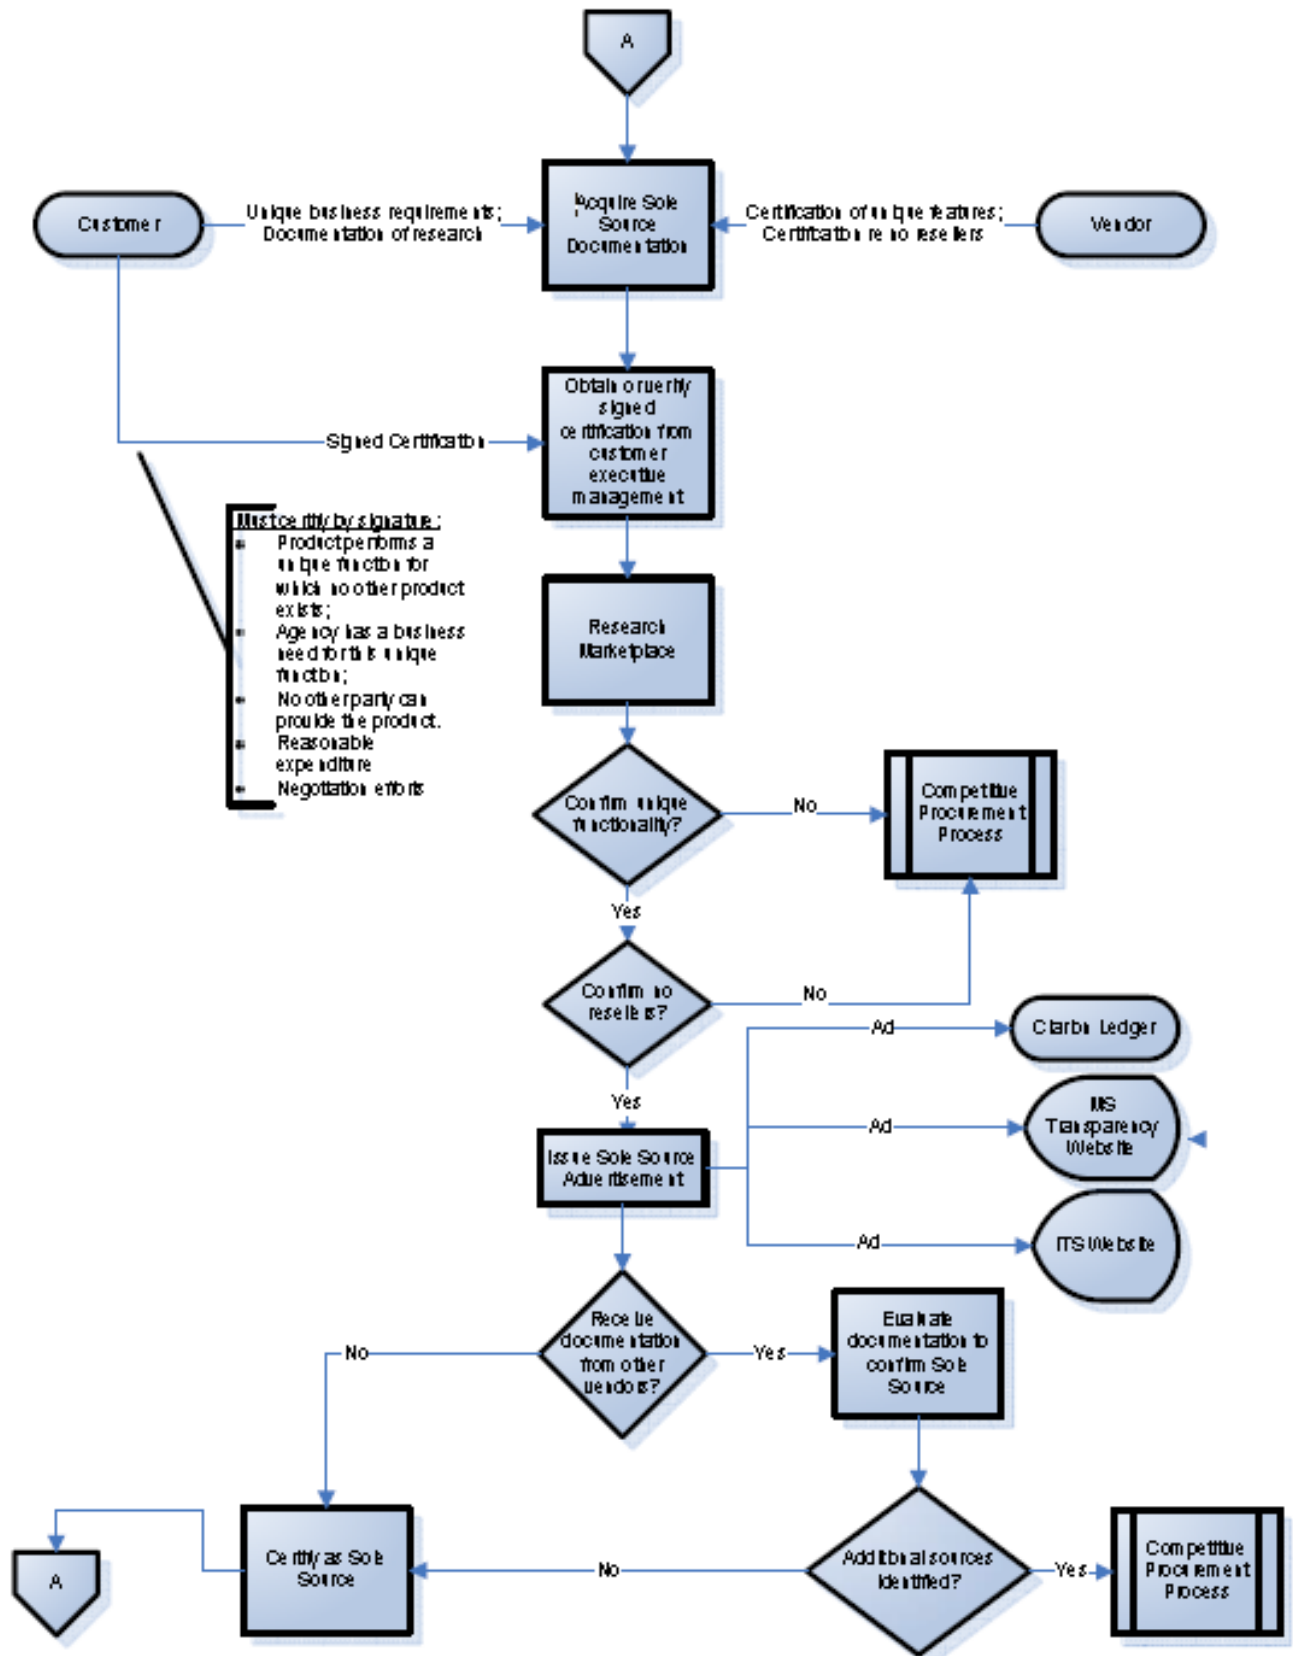 A
Customer
Unique business requirements;
Documentation of research
Acquire Sole
Source
Documentation
Certification of unique features;
Certification re no resellers
Vendor
Signed Certification
Obtain
signed
certification from
customer
executive
management
Must certify by signature:
• Product performs a
unique function for
which no other product
exists;
• Agency has a business
need for this unique
function;
• No other party can
provide the product.
• Reasonable
expenditure
• Negotiation efforts
Research
Marketplace
Confirm unique
functionality?
No
Competitive
Procurement
Process
Yes
Confirm no
resellers?
No
Yes
Ad
Clarion Ledger
Ad
MS
Transparency
Website
Issue Sole Source
Advertisement
Ad
ITS Website
Receive
documentation
from other
vendors?
No
Yes
Evaluate
documentation to
confirm Sole
Source
A
Certify as Sole
Source
No
Additional sources
identified?
Yes
Competitive
Procurement
Process